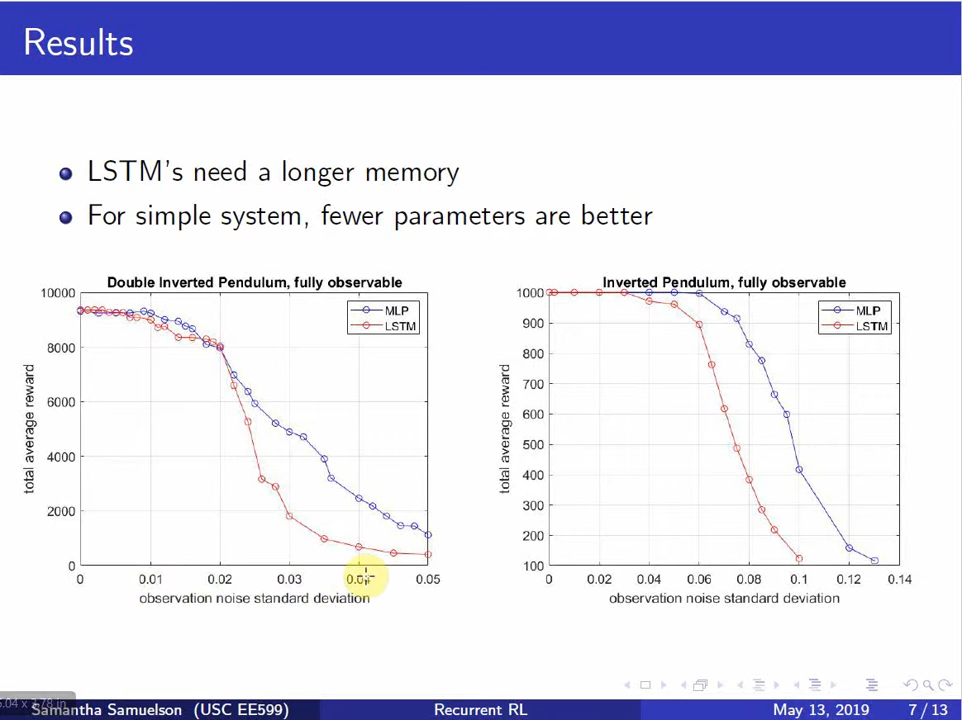 Results
LSTM's need a longer memory
For simple system, fewer parameters are better
Double Inverted Pendulum, fully observable
10000
8000
6000
4000
2000
0
total average reward
MLP
LSTM
0 0.01 0.02 0.03 0.05
observation noise standard deviation
Inverted Pendulum, fully observable
1000
900
800
700
600
500
400
300
200
100
total average reward
MLP
LSTM
0 0.02 0.04 0.06 0.08 0.1 0.12 0.14
observation noise standard deviation
Samantha Samuelson (USC EE599) Recurrent RL May 13, 2019 7 / 13